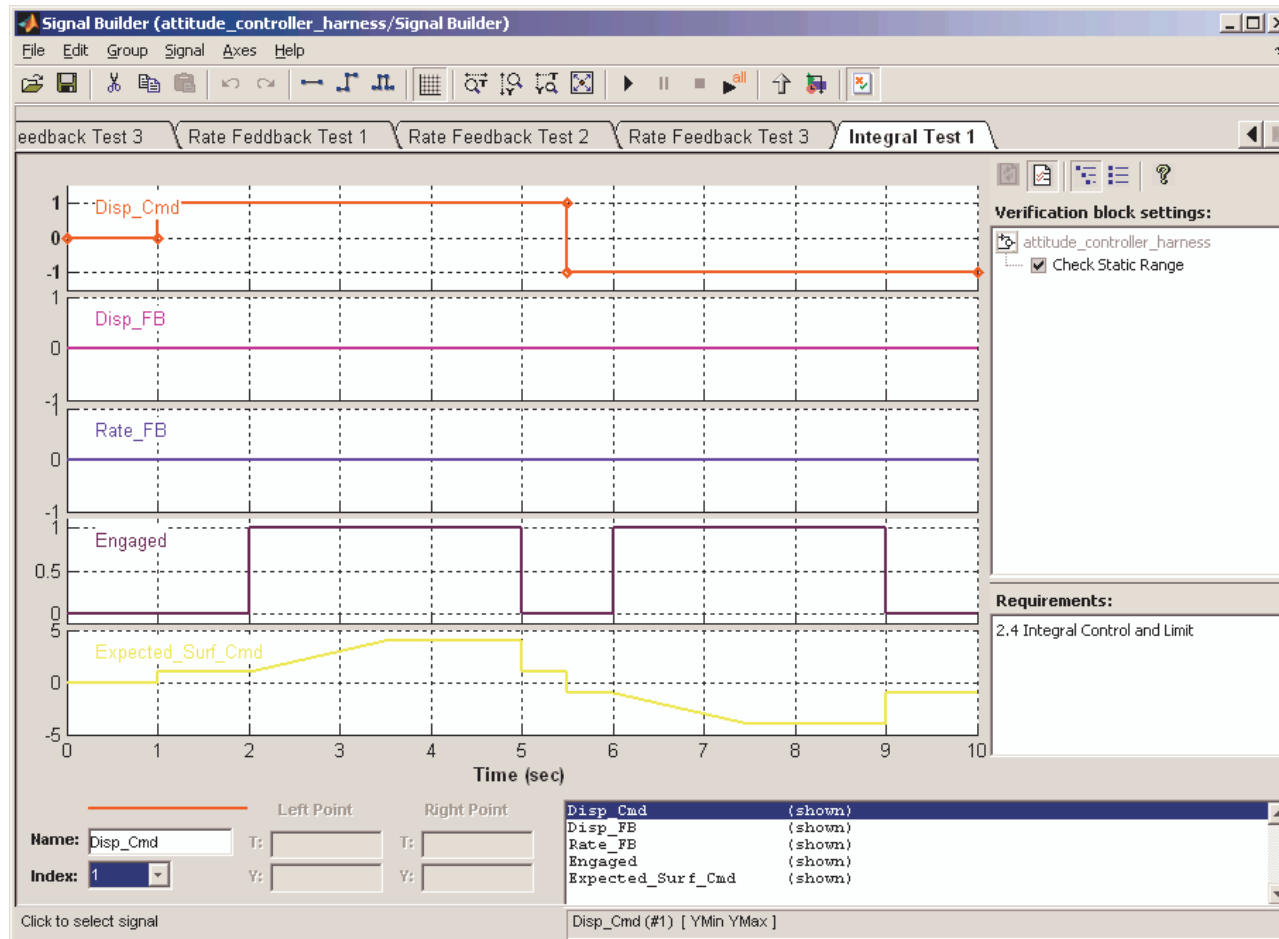 Signal Builder (attitude_controller_harness/Signal Builder)
File Edit Group Signal Axes Help
all
eedback Test 3 Rate Feddback Test 1 Rate Feedback Test 2 Rate Feedback Test 3 Integral Test 1
Verification block settings:
attitude_controller_harness
Check Static Range
1
0
-1
Disp_Cmd
1
0
-1
Disp_FB
1
0
-1
Rate_FB
1
0.5
0
Engaged
5
0
-5
Expected_Surf_Cmd
0 1 2 3 4 5 6 7 8 9 10
Time (sec)
Requirements:
2.4 Integral Control and Limit
Left Point Right Point
Name: Disp_Cmd T: T:
Index: 1 Y: Y:
Disp_Cmd (shown)
Disp_FB (shown)
Rate_FB (shown)
Engaged (shown)
Expected_Surf_Cmd (shown)
Click to select signal
Disp_Cmd (#1) [ YMin YMax ]